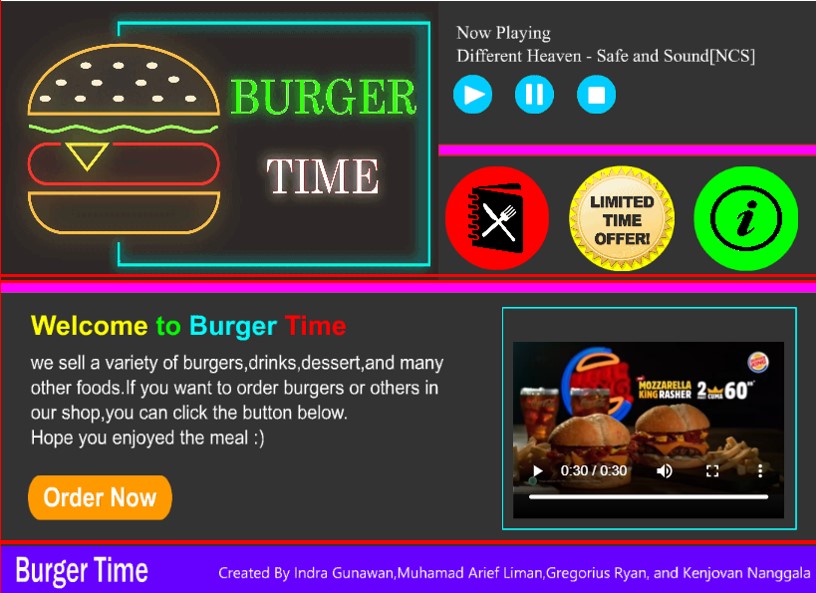 BURGER
TIME
Now Playing
Different Heaven - Safe and Sound[NCS]
LIMITED
TIME
OFFER!
i
Welcome to Burger Time
we sell a variety of burgers,drinks,dessert,and many
other foods.If you want to order burgers or others in
our shop,you can click the button below.
Hope you enjoyed the meal :)
Order Now
MOZZARELLA
KING RASHER
2 CUMA 60
0:30 / 0:30
Burger Time
Created By Indra Gunawan,Muhamad Arief Liman,Gregorius Ryan, and Kenjovan Nanggala